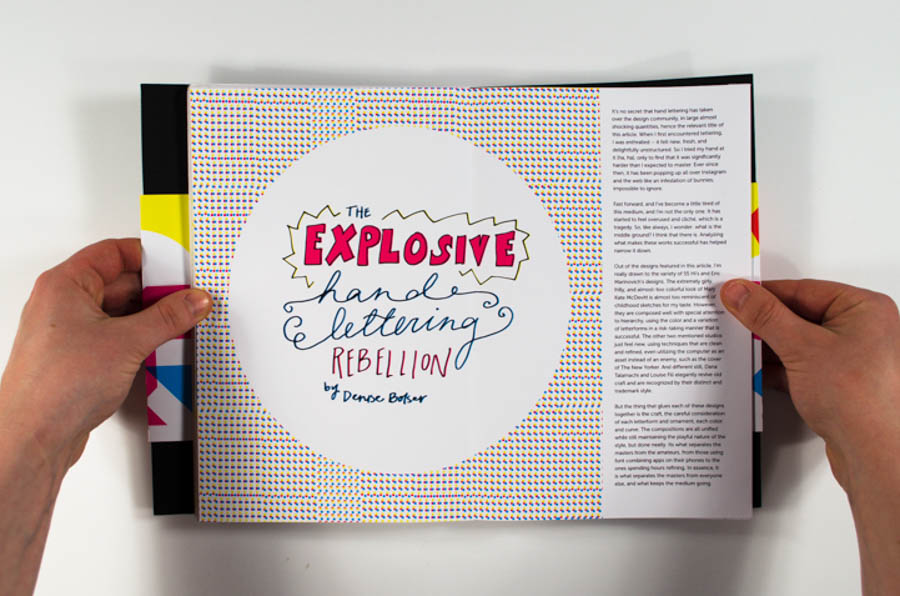 THE
EXPLOSIVE
hand
lettering
REBELLION
by Denise Bosler
It's no secret that hand lettering has taken
over the design community, in large almost
shocking quantities, hence the relevant title of
this article. When I first encountered lettering,
I was enthralled – it felt new, fresh, and
delightfully unstructured. So I tried my hand at
it (ha, ha), only to find that it was significantly
harder than I expected to master. Ever since
then, it has been popping up all over Instagram
and the web like an infestation of bunnies,
impossible to ignore.
Fast forward, and I've become a little tired of
this medium, and I'm not the only one. It has
started to feel overused and cliché, which is a
tragedy. So, like always, I wonder: what is the
middle ground? I think that there is. Analyzing
what makes these works successful has helped
narrow it down.
Out of the designs featured in this article, I'm
really drawn to the variety of 55 Hi's and Eric
Marinovich's designs. The extremely girly,
frilly, and almost too colorful look of Mary
Kate McDevitt is almost too reminiscent of
childhood sketches for my taste. However,
they are composed well with special attention
to hierarchy, using the color and a variation
of letterforms in a risk taking manner that is
successful. The other two mentioned studios
just feel new, using techniques that are clean
and refined, even utilizing the computer as an
asset instead of an enemy, such as the cover
of The New Yorker. And different still, Dana
Tanamachi and Louise Fili elegantly revive old
craft and are recognized by their distinct and
trademark style.
But the thing that glues each of these designs
together is the craft, the careful consideration
of each letterform and ornament, each color
and curve. The compositions are all unified
while still maintaining the playful nature of the
style, but done neatly. Its what separates the
masters from the amateurs, from those using
font combining apps on their phones to the
ones spending hours refining. In essence, it
is what separates the masters from everyone
else, and what keeps the medium going.